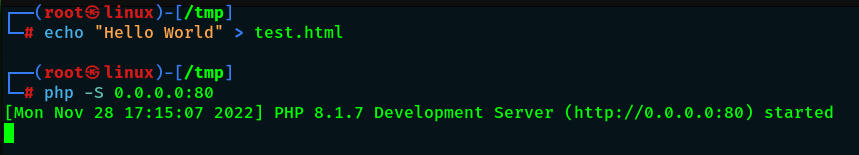 ┌──(root㉿linux)-[/tmp]
└─# echo "Hello World" > test.html
┌──(root㉿linux)-[/tmp]
└─# php -S 0.0.0.0:80
[Mon Nov 28 17:15:07 2022] PHP 8.1.7 Development Server (http://0.0.0.0:80) started